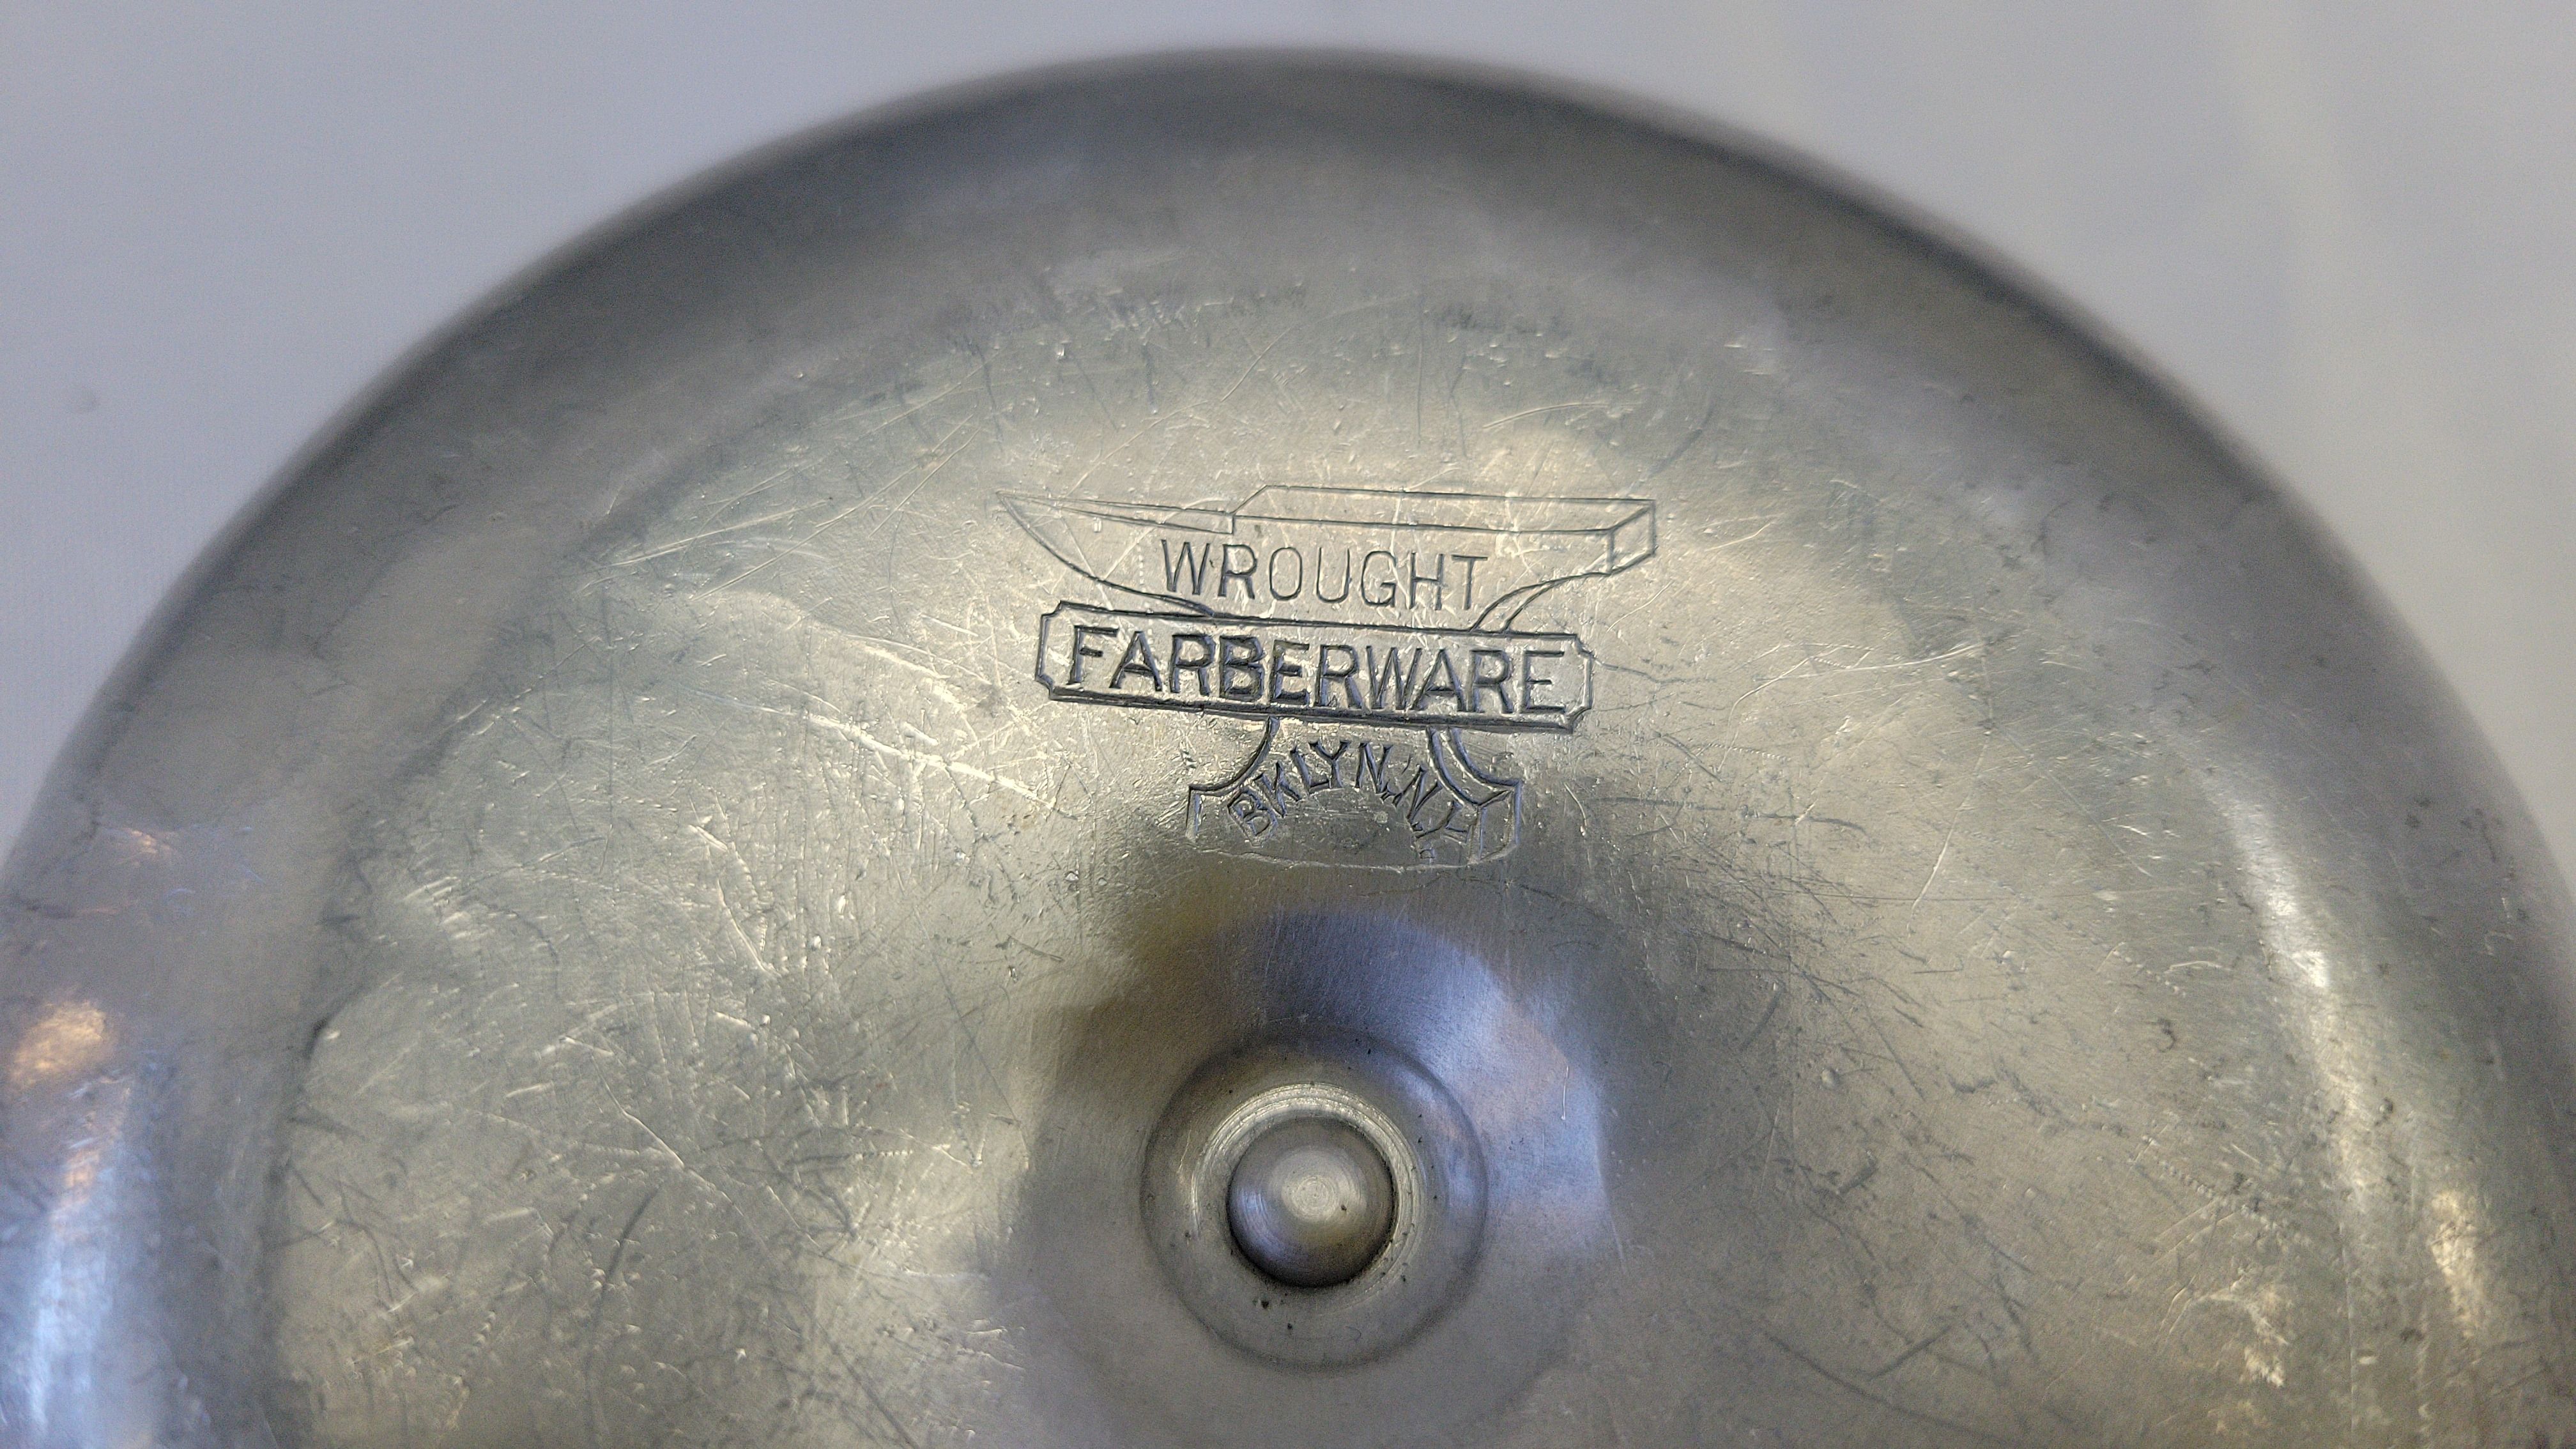 WROUGHT
FARBERWARE
BKLYN., N.Y.